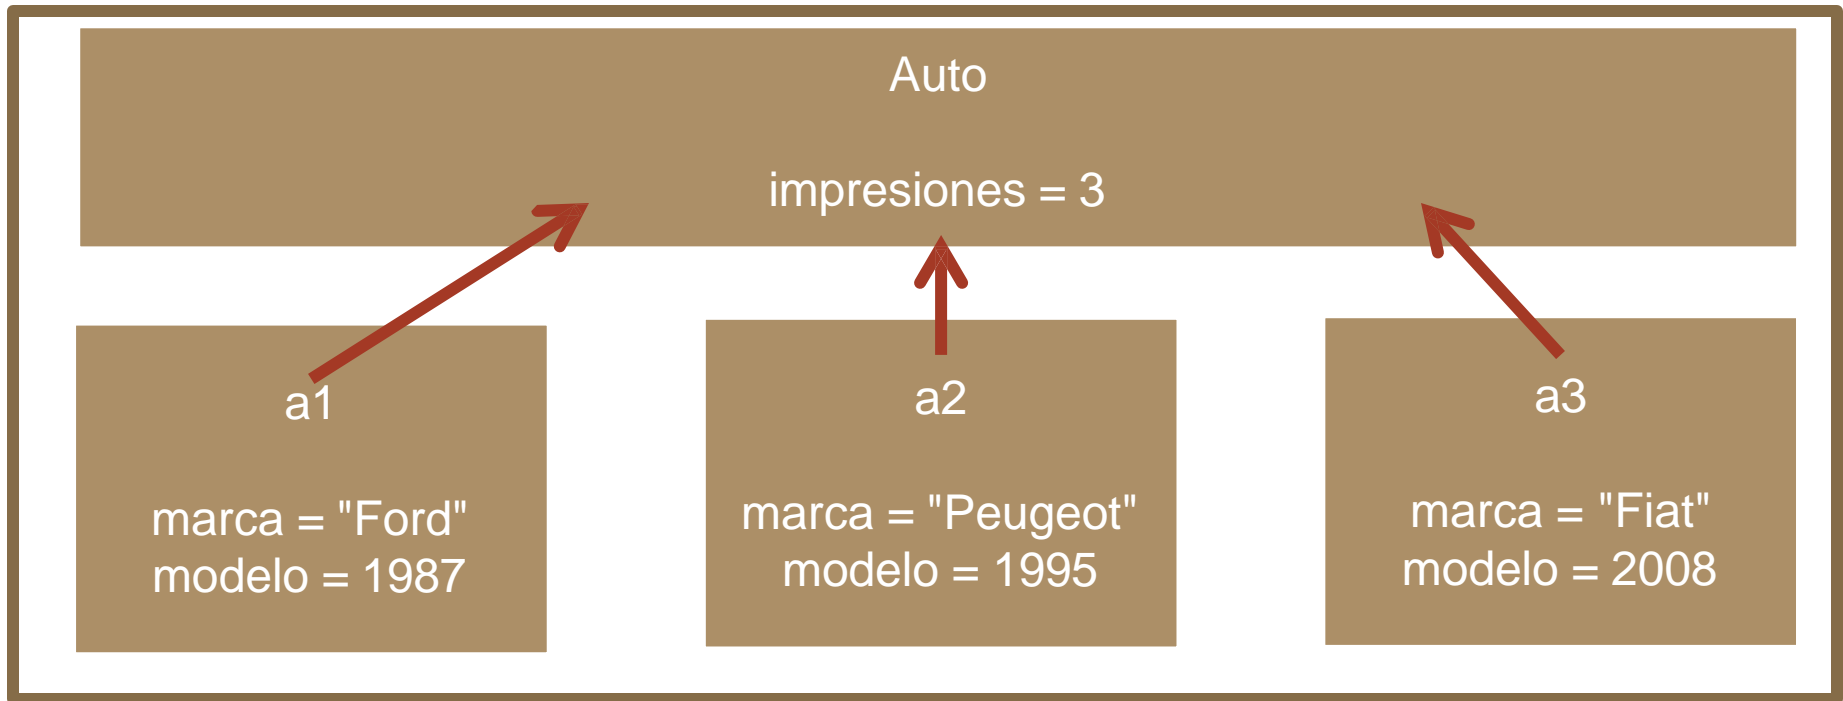 Auto
impresiones = 3
a1
marca = "Ford"
modelo = 1987
a2
marca = "Peugeot"
modelo = 1995
a3
marca = "Fiat"
modelo = 2008